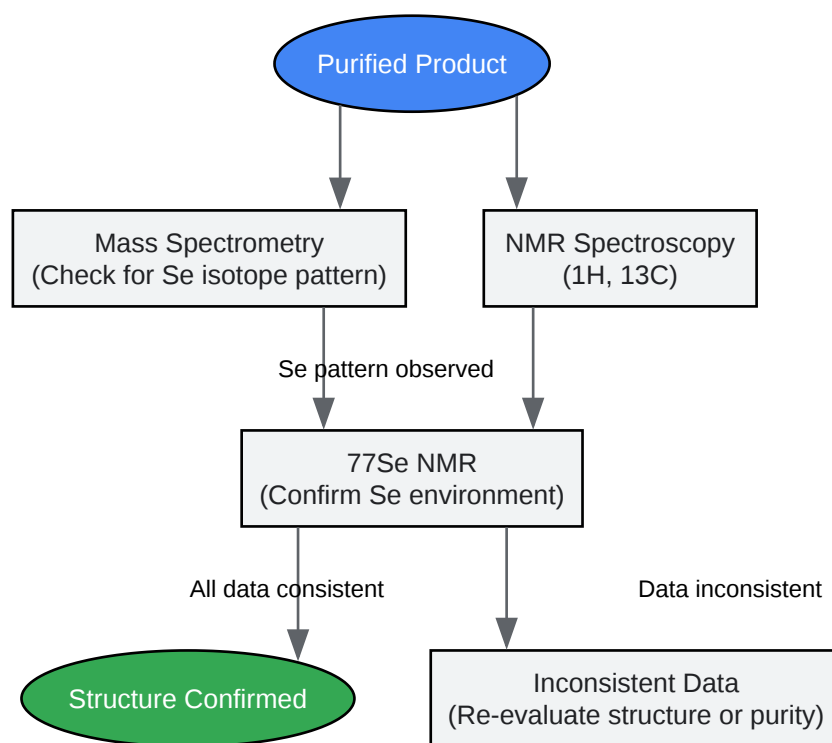 Purified Product
Mass Spectrometry
(Check for Se isotope pattern)
NMR Spectroscopy
(1H, 13C)
Se pattern observed
77Se NMR
(Confirm Se environment)
All data consistent
Data inconsistent
Structure Confirmed
Inconsistent Data
(Re-evaluate structure or purity)